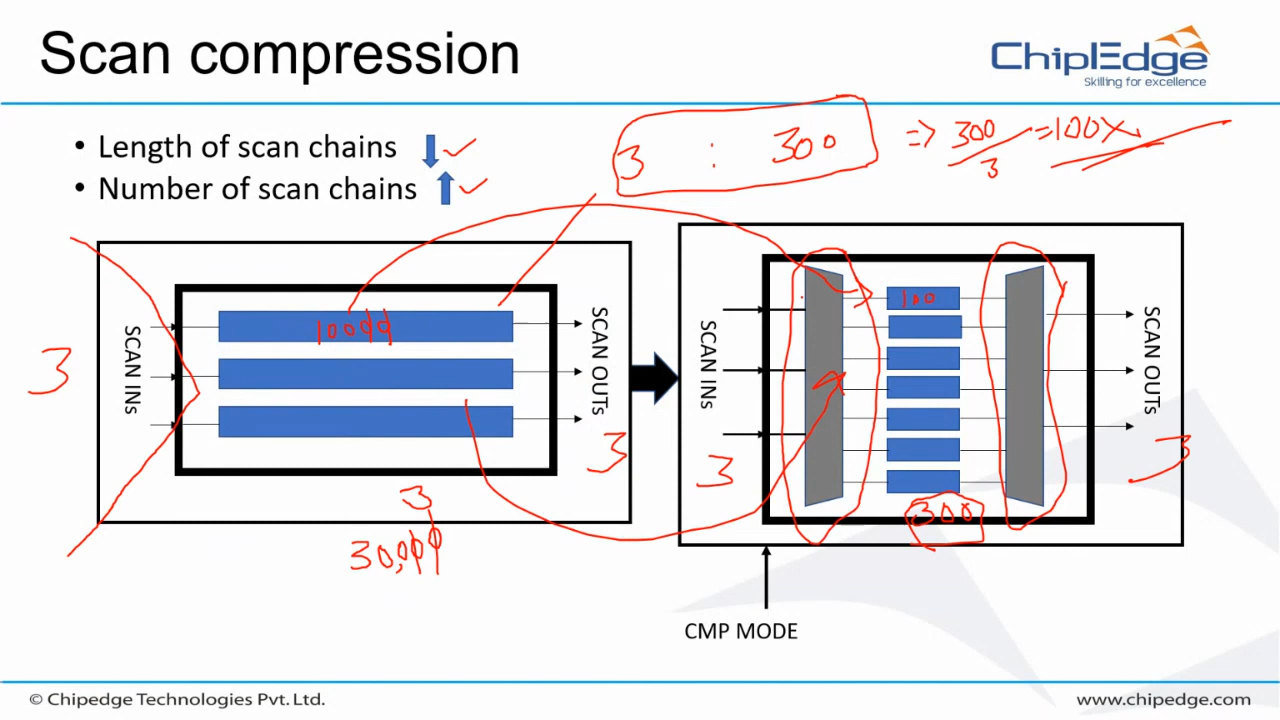 Scan compression
ChipEdge
Skilling for excellence
• Length of scan chains
• Number of scan chains
3 : 300 => 300/3 = 100X
SCAN INs
SCAN OUTs
3
3
3
30,000
SCAN INs
100
SCAN OUTs
3
3
300
CMP MODE
© Chipedge Technologies Pvt. Ltd.
www.chipedge.com